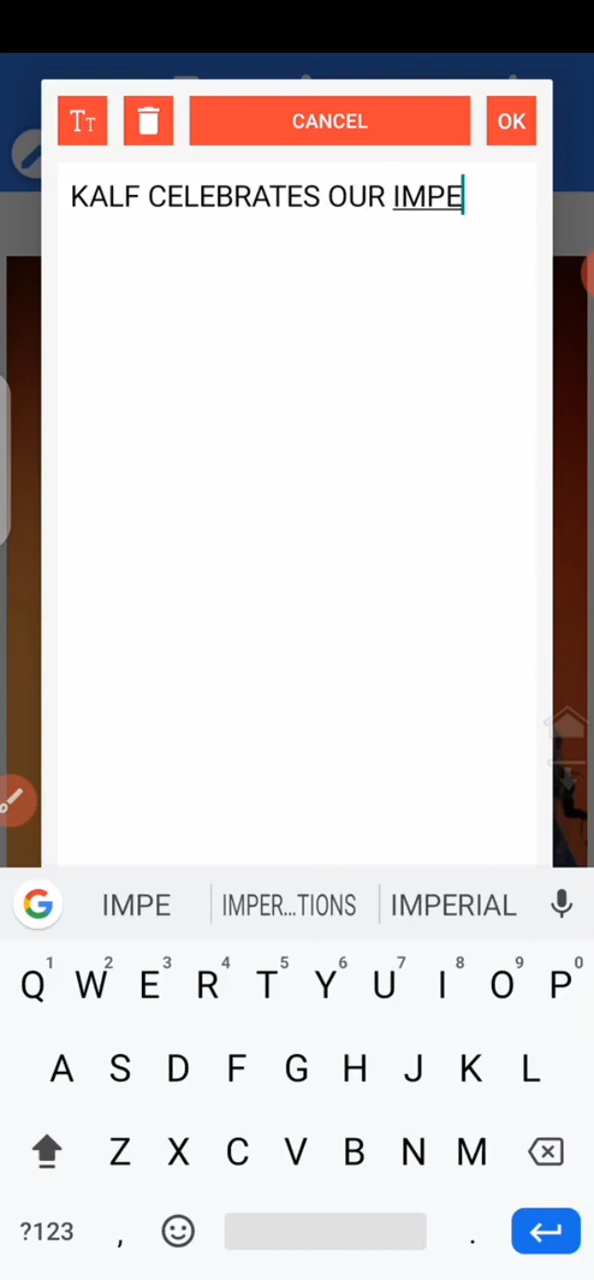 TT
CANCEL
OK
KALF CELEBRATES OUR IMPE
IMPE
IMPER...TIONS
IMPERIAL
1 2 3 4 5 6 7 8 9 0
Q W E R T Y U I O P
A S D F G H J K L
Z X C V B N M
?123 , .